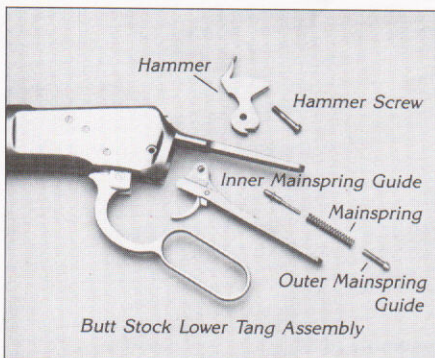 Hammer
Hammer Screw
Inner Mainspring Guide
Mainspring
Outer Mainspring
Guide
Butt Stock Lower Tang Assembly